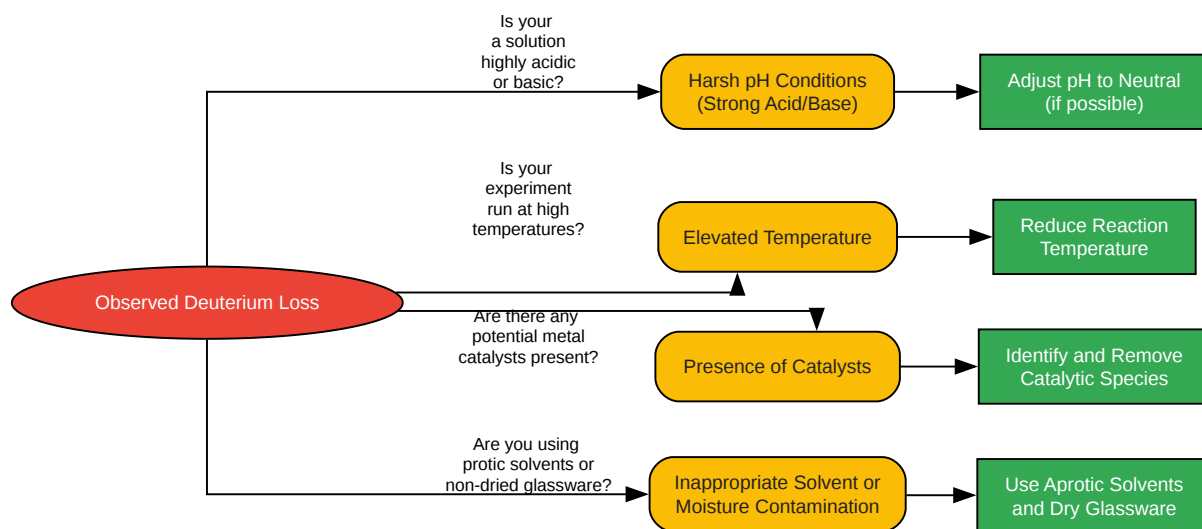 Is your
a solution
highly acidic
or basic?
Harsh pH Conditions
(Strong Acid/Base)
Adjust pH to Neutral
(if possible)
Is your
experiment
run at high
temperatures?
Elevated Temperature
Reduce Reaction
Temperature
Observed Deuterium Loss
Are there any
potential metal
catalysts present?
Presence of Catalysts
Identify and Remove
Catalytic Species
Are you using
protic solvents or
non-dried glassware?
Inappropriate Solvent or
Moisture Contamination
Use Aprotic Solvents
and Dry Glassware